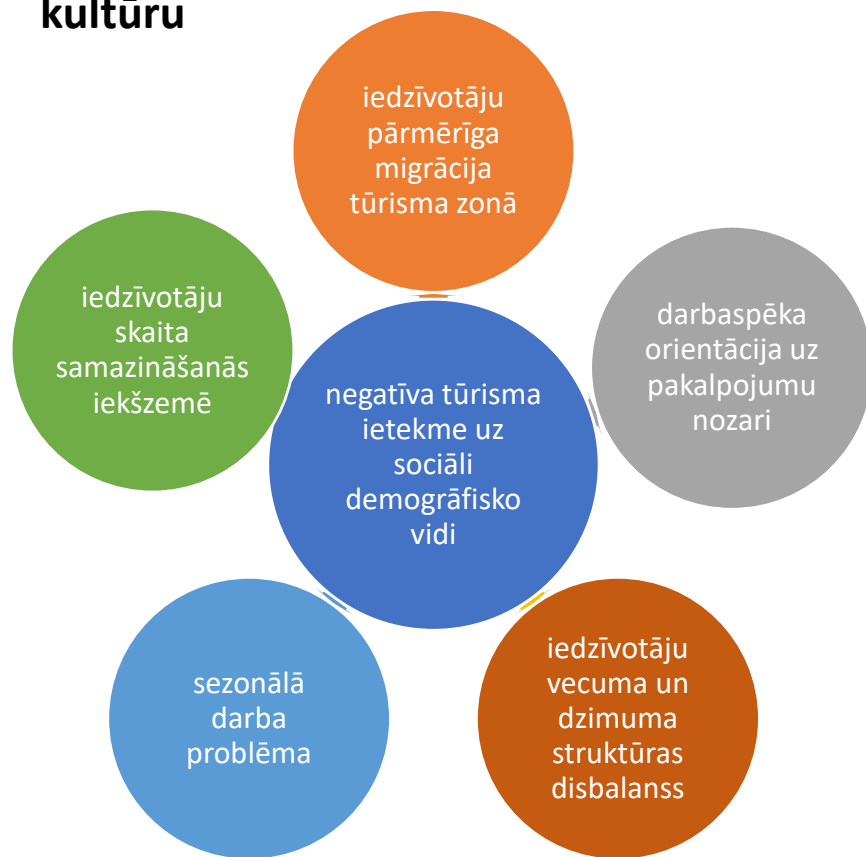 kultūru
iedzīvotāju
pārmērīga
migrācija
tūrisma zonā
darbaspēka
orientācija uz
pakalpojumu
nozari
iedzīvotāju
vecuma un
dzimuma
struktūras
disbalanss
sezonālā
darba
problēma
iedzīvotāju
skaita
samazināšanās
iekšzemē
negatīva tūrisma
ietekme uz
sociāli
demogrāfisko
vidi